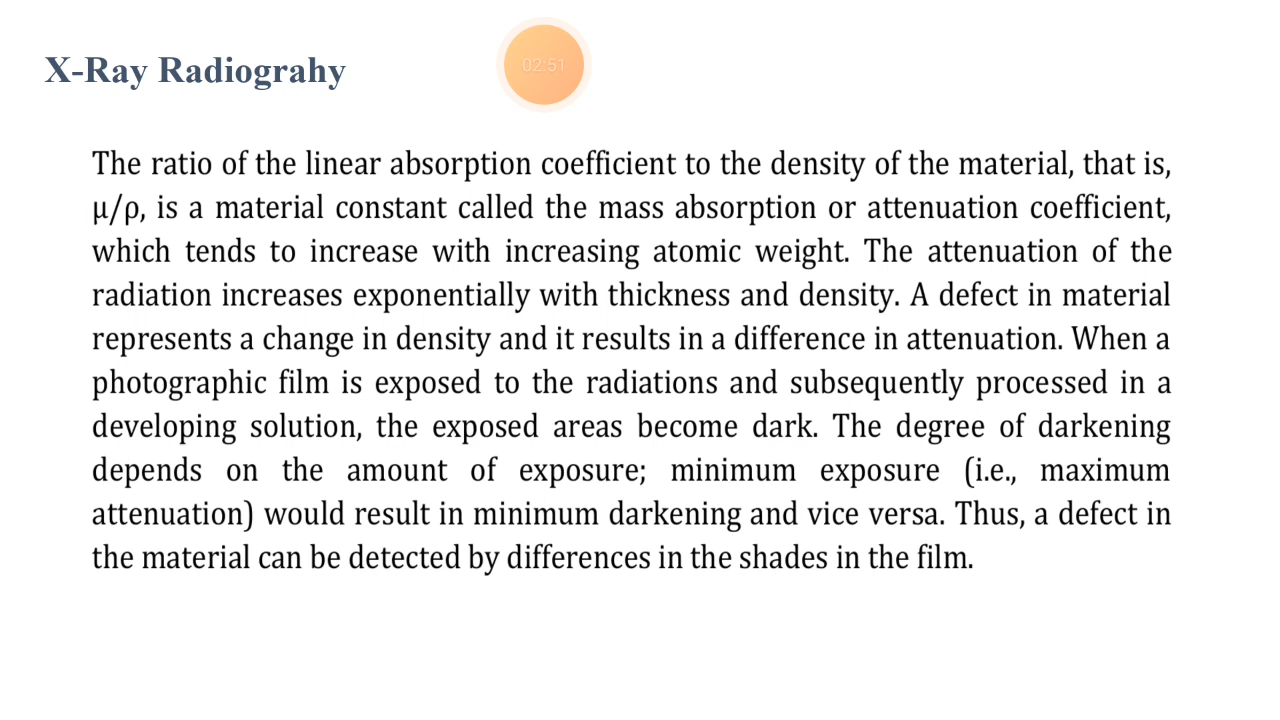 X-Ray Radiograhy
02:51
The ratio of the linear absorption coefficient to the density of the material, that is,
μ/ρ, is a material constant called the mass absorption or attenuation coefficient,
which tends to increase with increasing atomic weight. The attenuation of the
radiation increases exponentially with thickness and density. A defect in material
represents a change in density and it results in a difference in attenuation. When a
photographic film is exposed to the radiations and subsequently processed in a
developing solution, the exposed areas become dark. The degree of darkening
depends on the amount of exposure; minimum exposure (i.e., maximum
attenuation) would result in minimum darkening and vice versa. Thus, a defect in
the material can be detected by differences in the shades in the film.